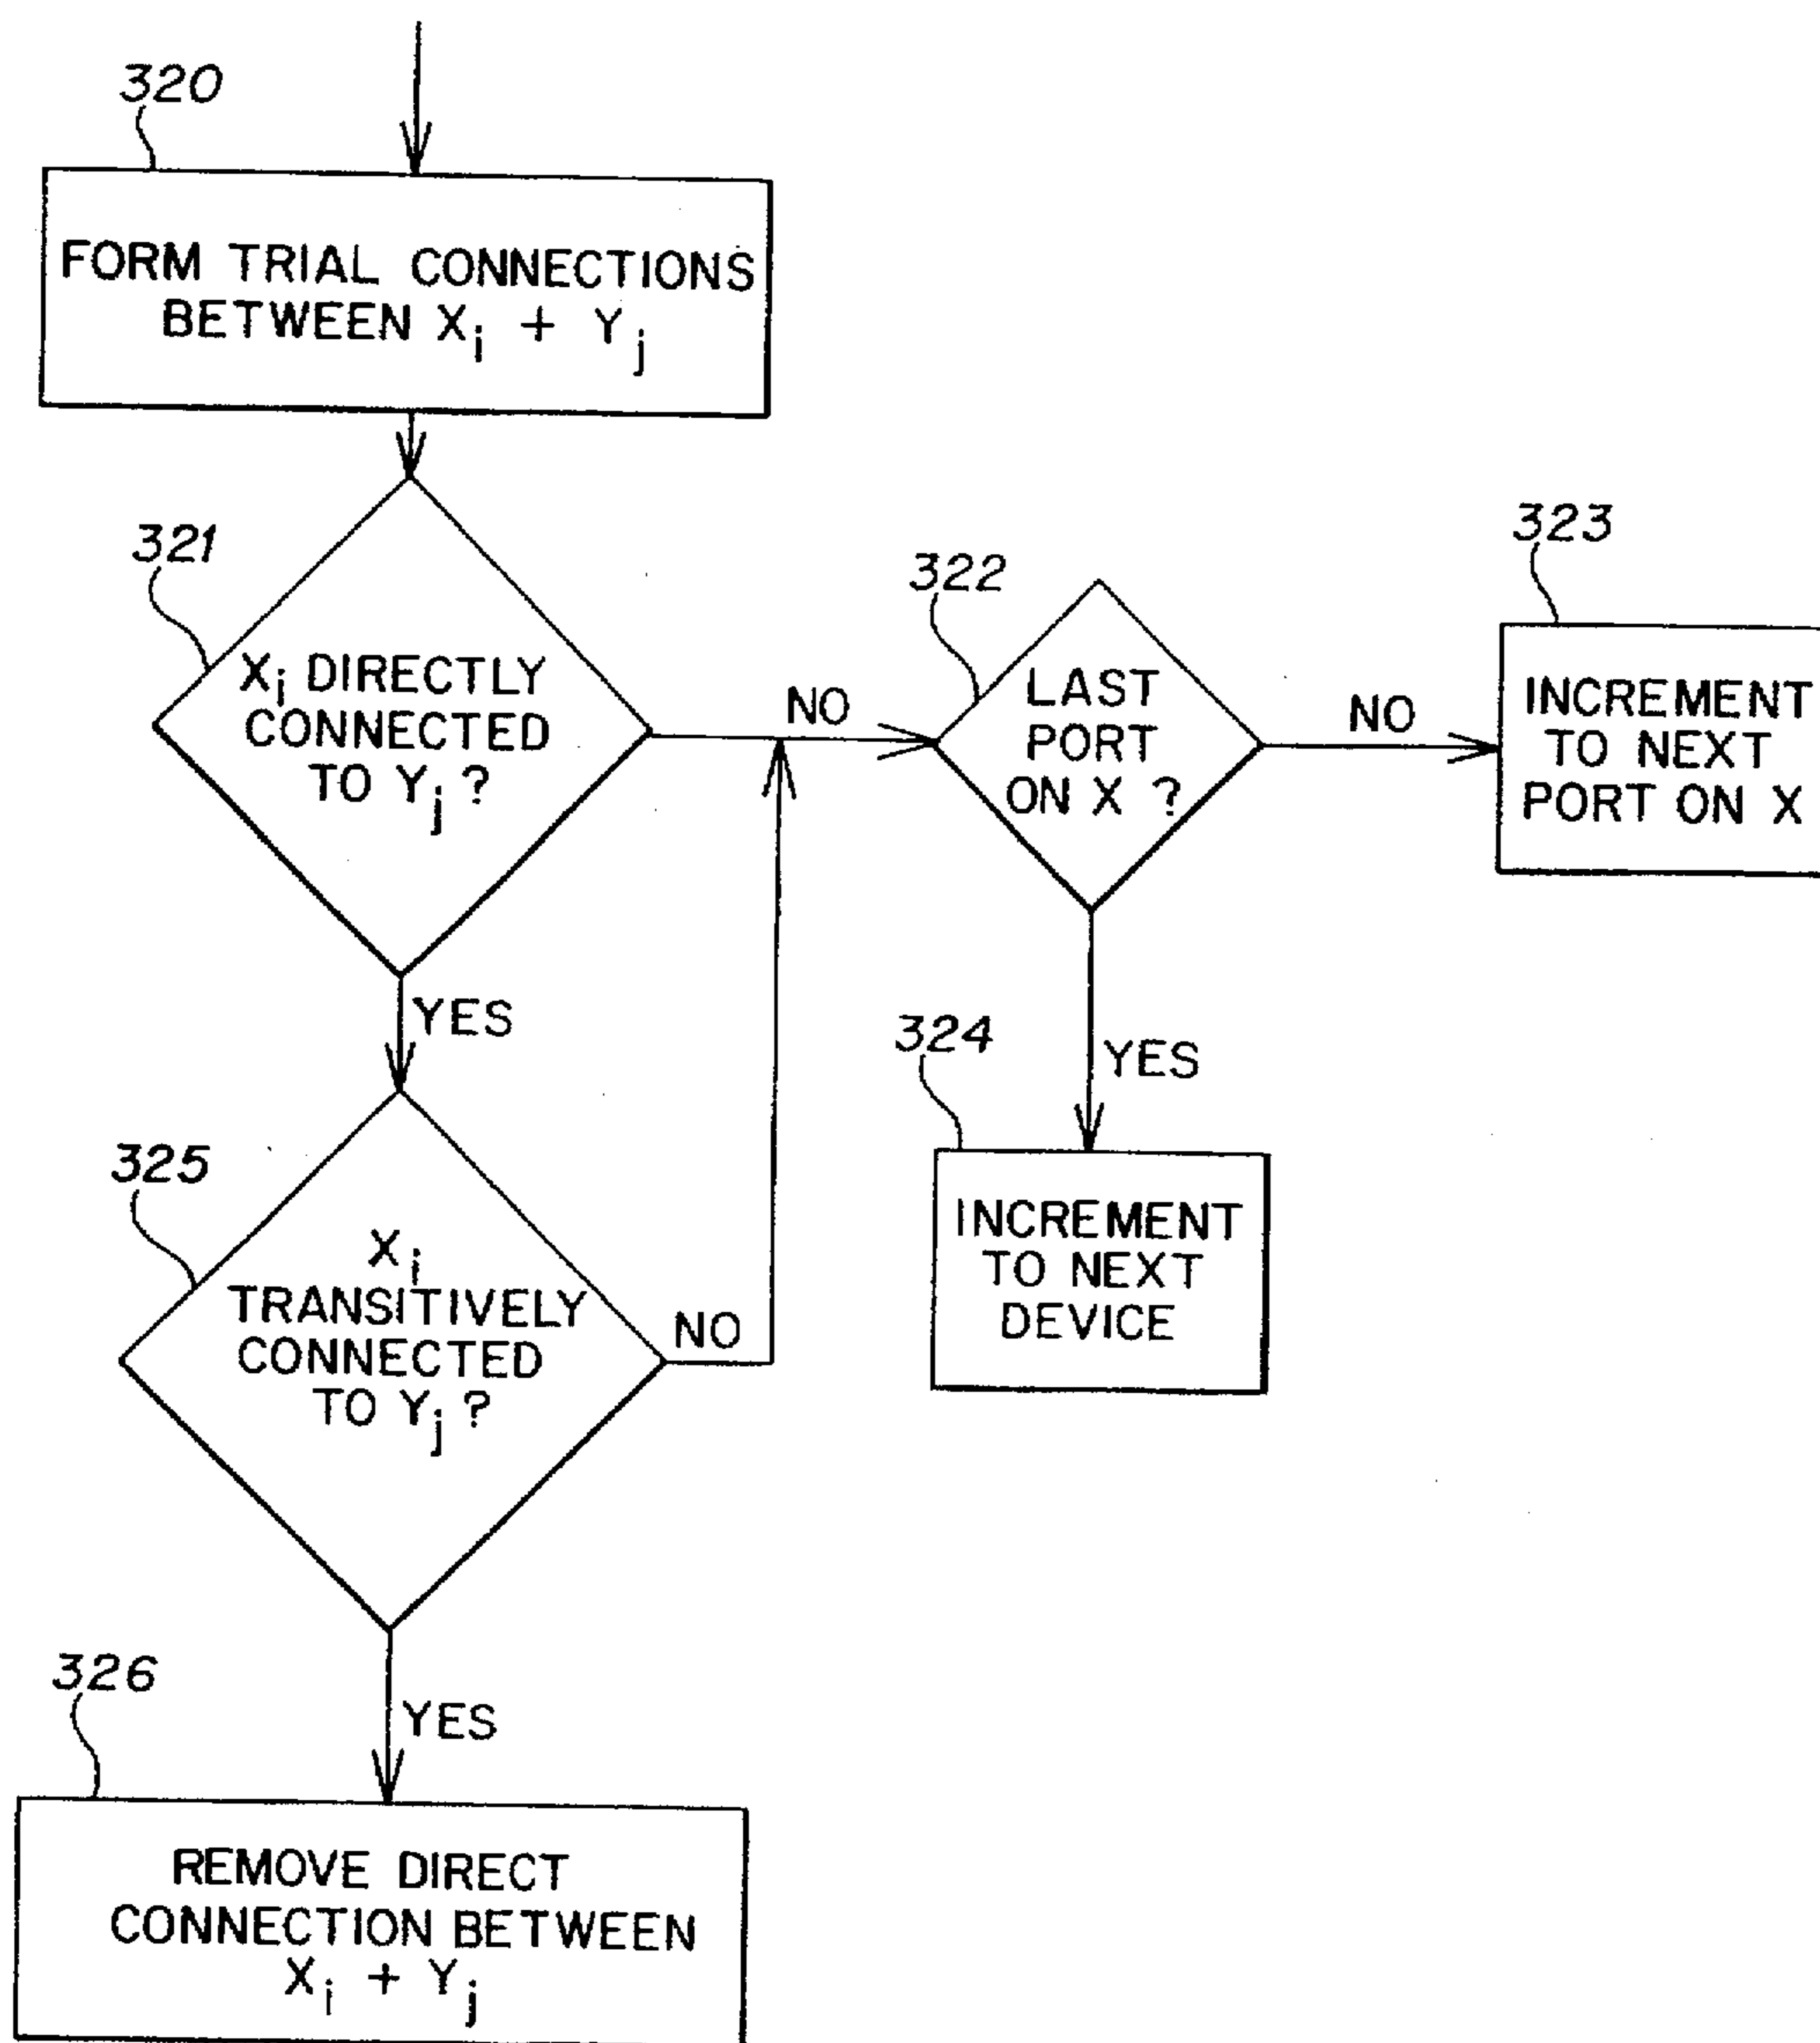 320
FORM TRIAL CONNECTIONS
BETWEEN Xi + Yj
321
Xi DIRECTLY
CONNECTED
TO Yj ?
NO
322
LAST
PORT
ON X ?
NO
323
INCREMENT
TO NEXT
PORT ON X
YES
324
INCREMENT
TO NEXT
DEVICE
YES
325
Xi
TRANSITIVELY
CONNECTED
TO Yj ?
NO
YES
326
REMOVE DIRECT
CONNECTION BETWEEN
Xi + Yj